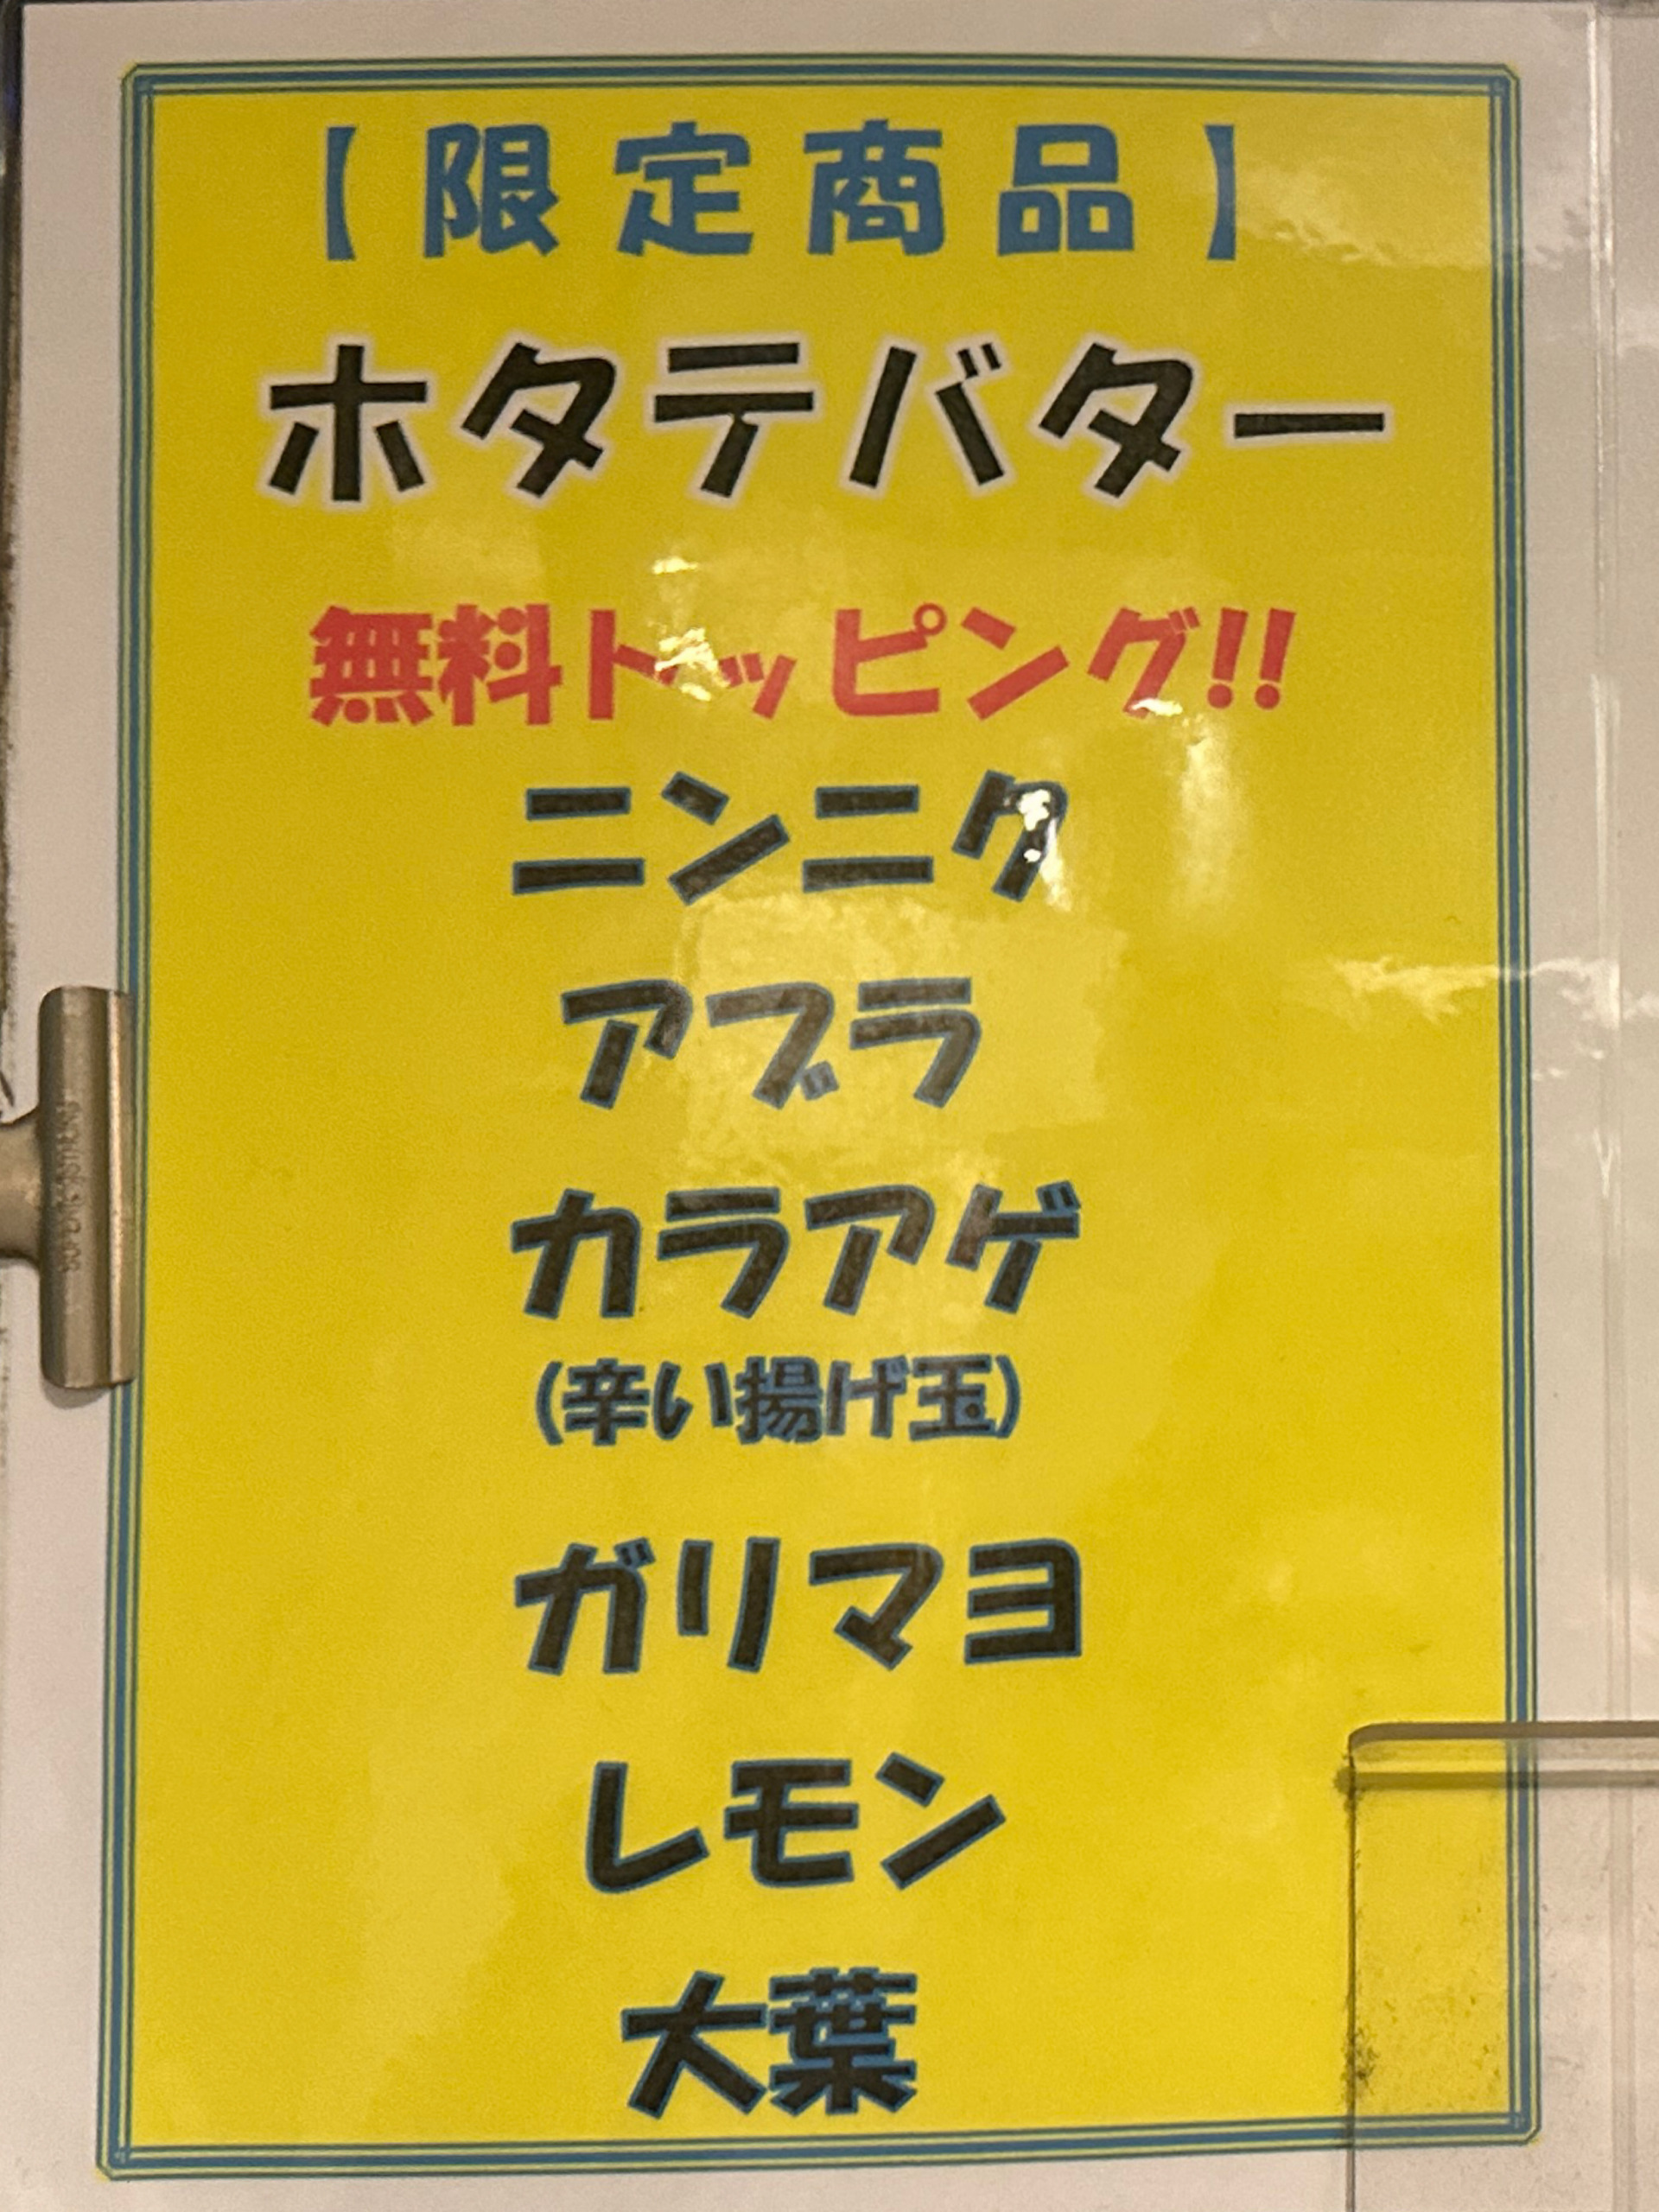 【限定商品】
ホタテバター
無料トッピング!!
ニンニク
アブラ
カラアゲ
(辛い揚げ玉)
ガリマヨ
レモン
大葉